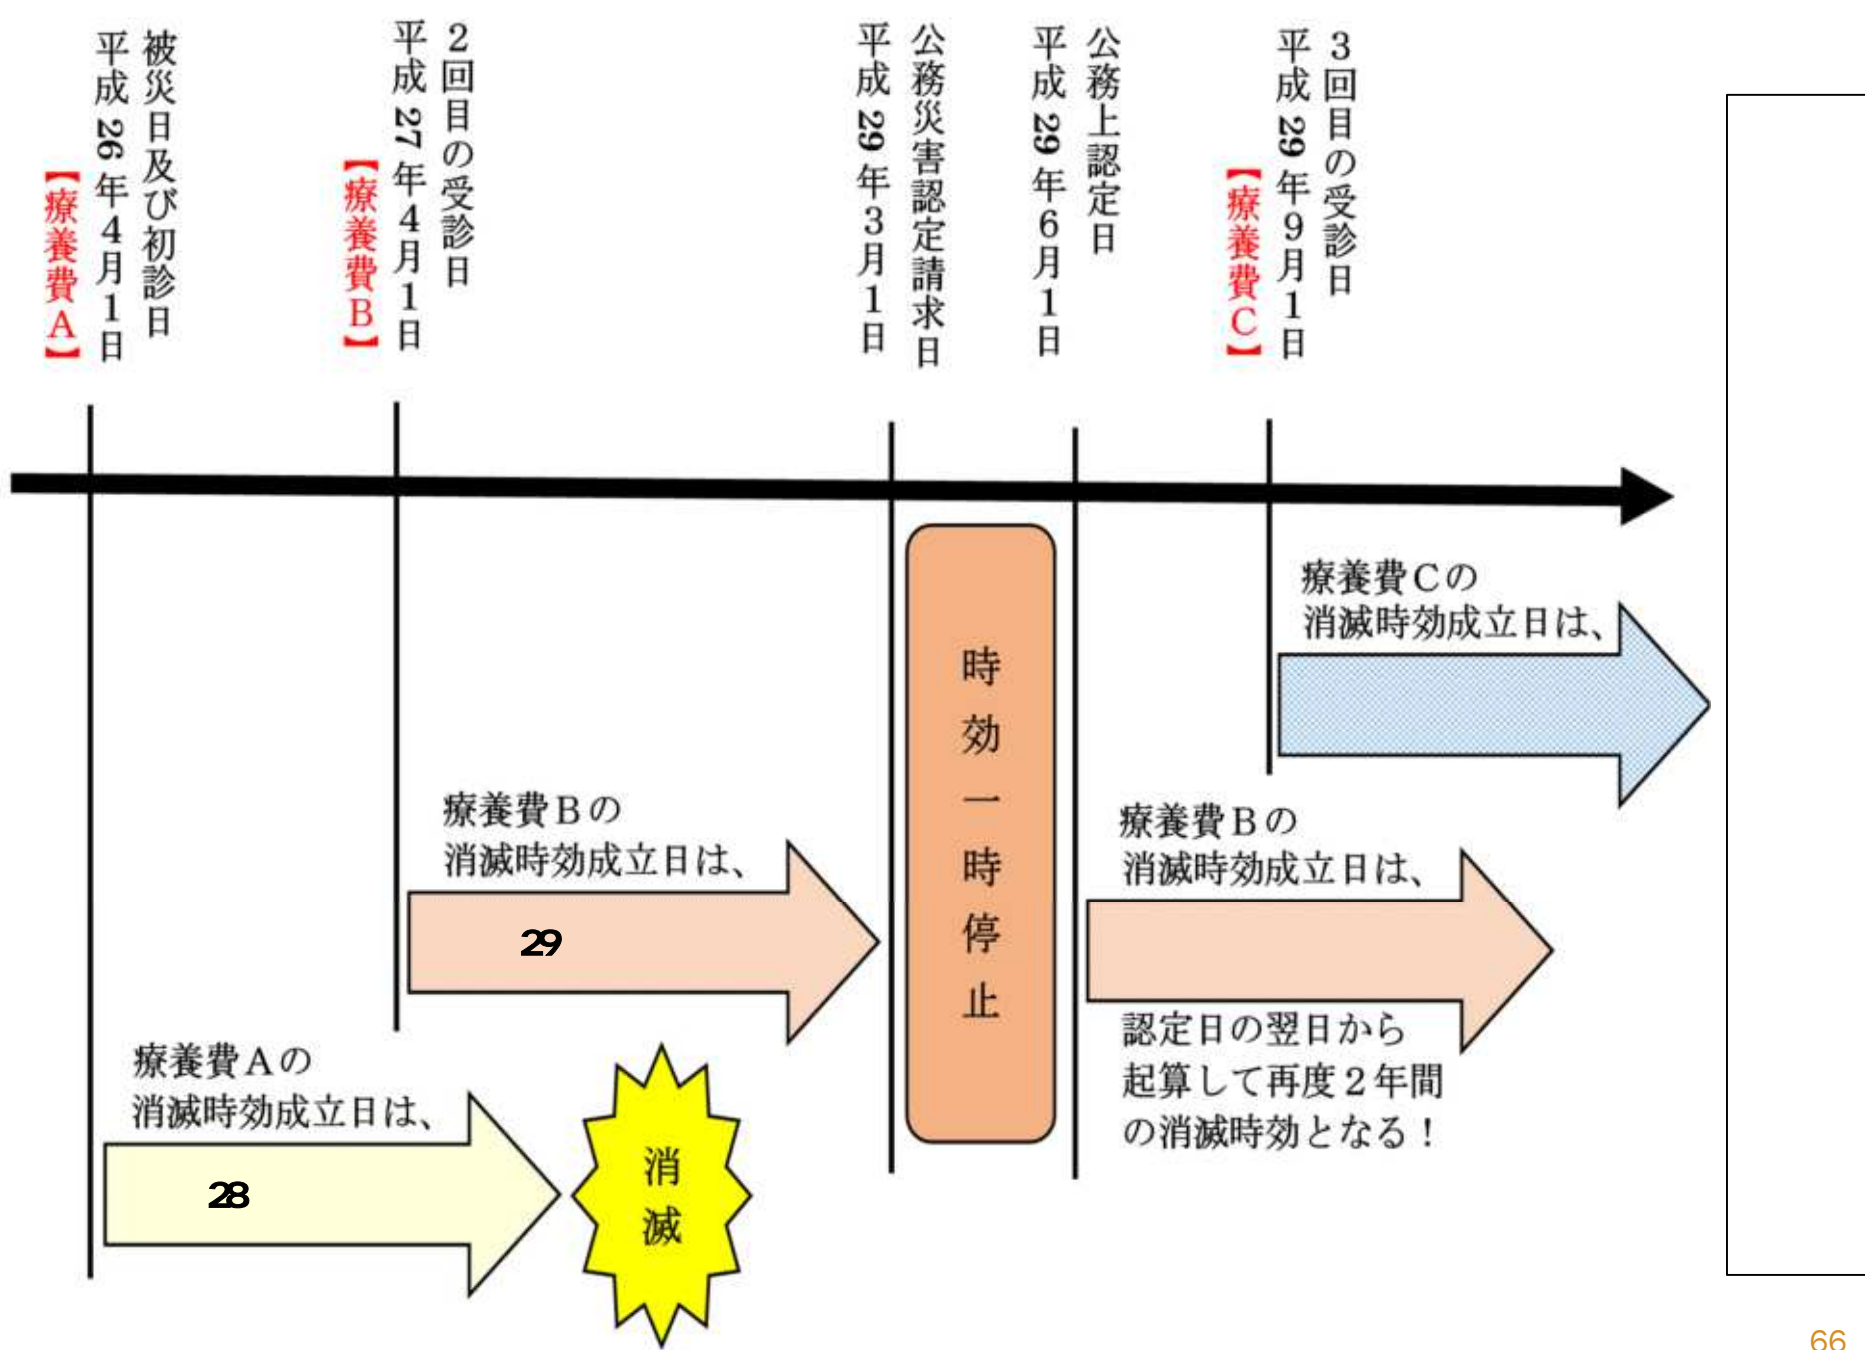 被災日及び初診日
平成26年4月1日
【療養費A】
2回目の受診日
平成27年4月1日
【療養費B】
公務災害認定請求日
平成29年3月1日
公務上認定日
平成29年6月1日
3回目の受診日
平成29年9月1日
【療養費C】
療養費Cの
消滅時効成立日は、
時効一時停止
療養費Bの
消滅時効成立日は、
29
療養費Bの
消滅時効成立日は、
認定日の翌日から
起算して再度2年間
の消滅時効となる!
療養費Aの
消滅時効成立日は、
28
消滅
66